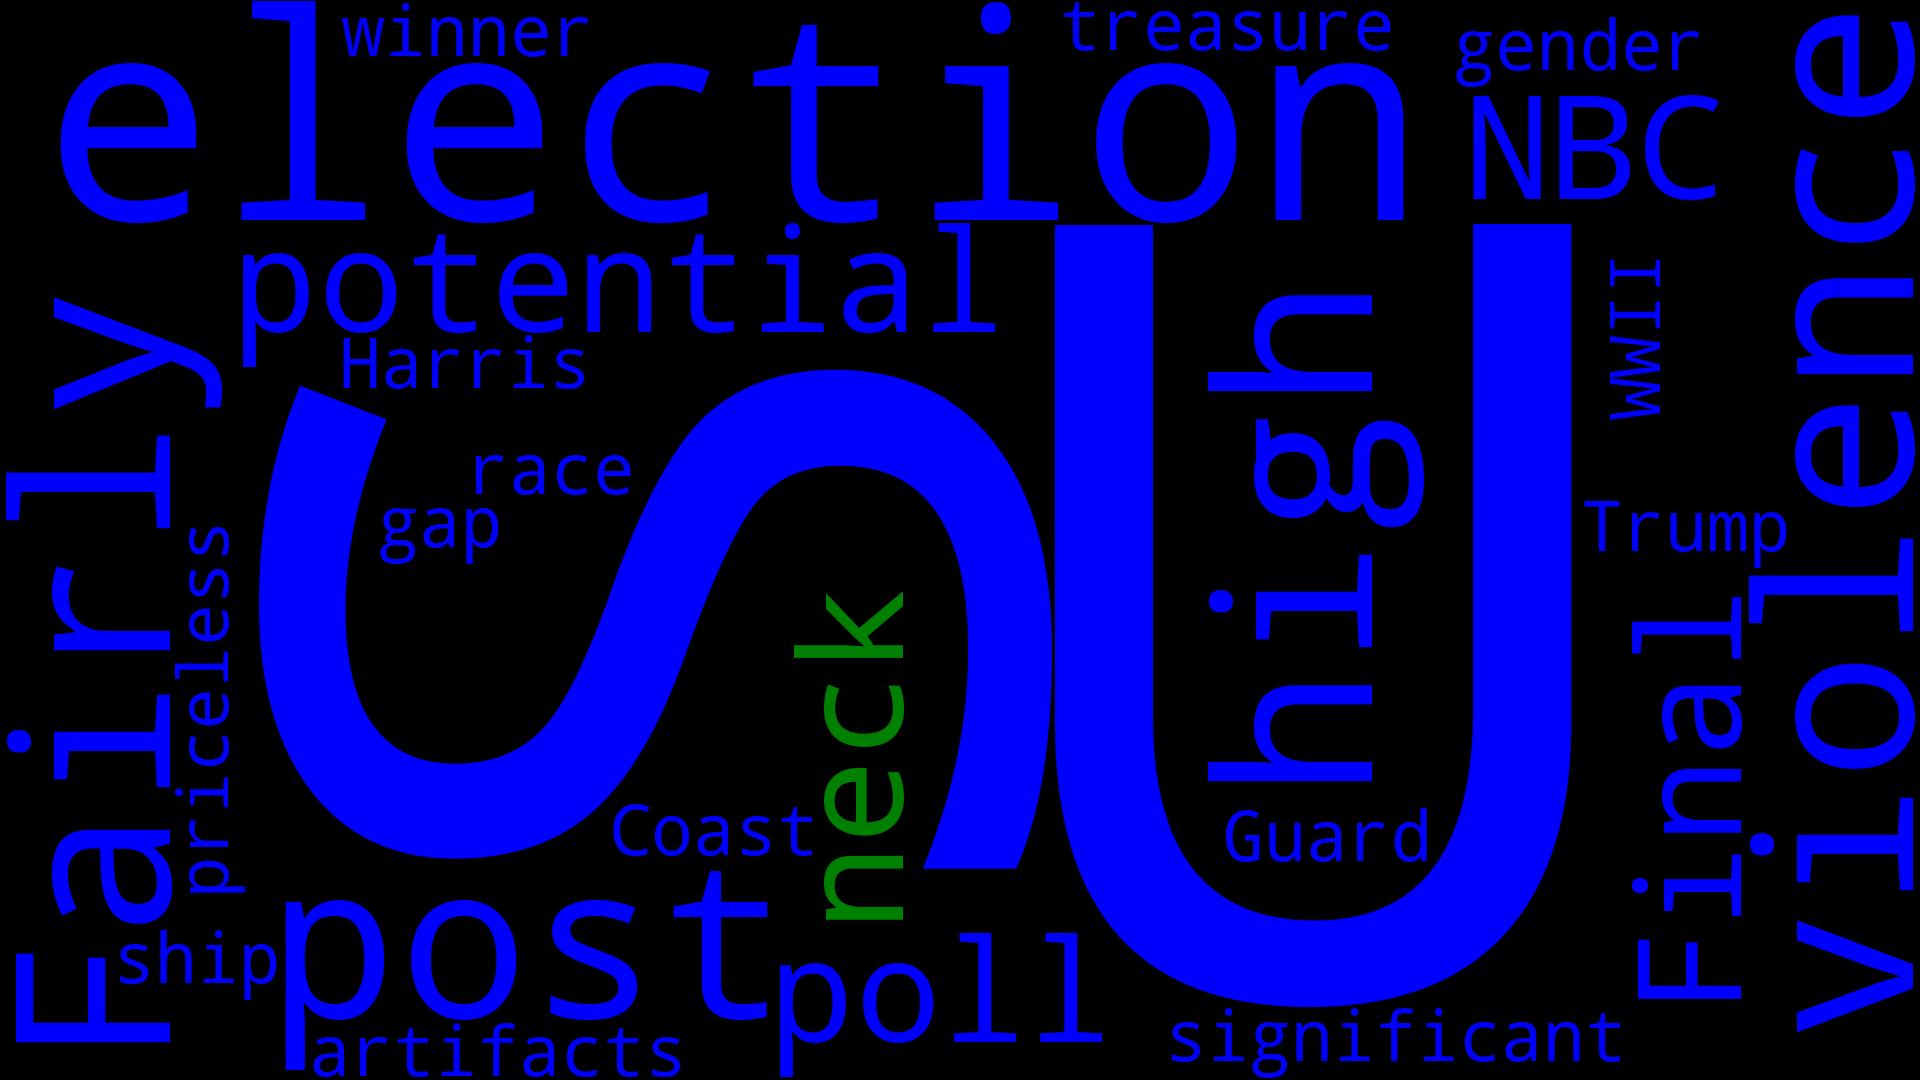 winner
treasure
gender
election
NBC
violence
potential
US
high
WWII
Harris
Fairly
race
gap
Trump
priceless
neck
Final
Coast
Guard
post
ship
poll
artifacts
significant